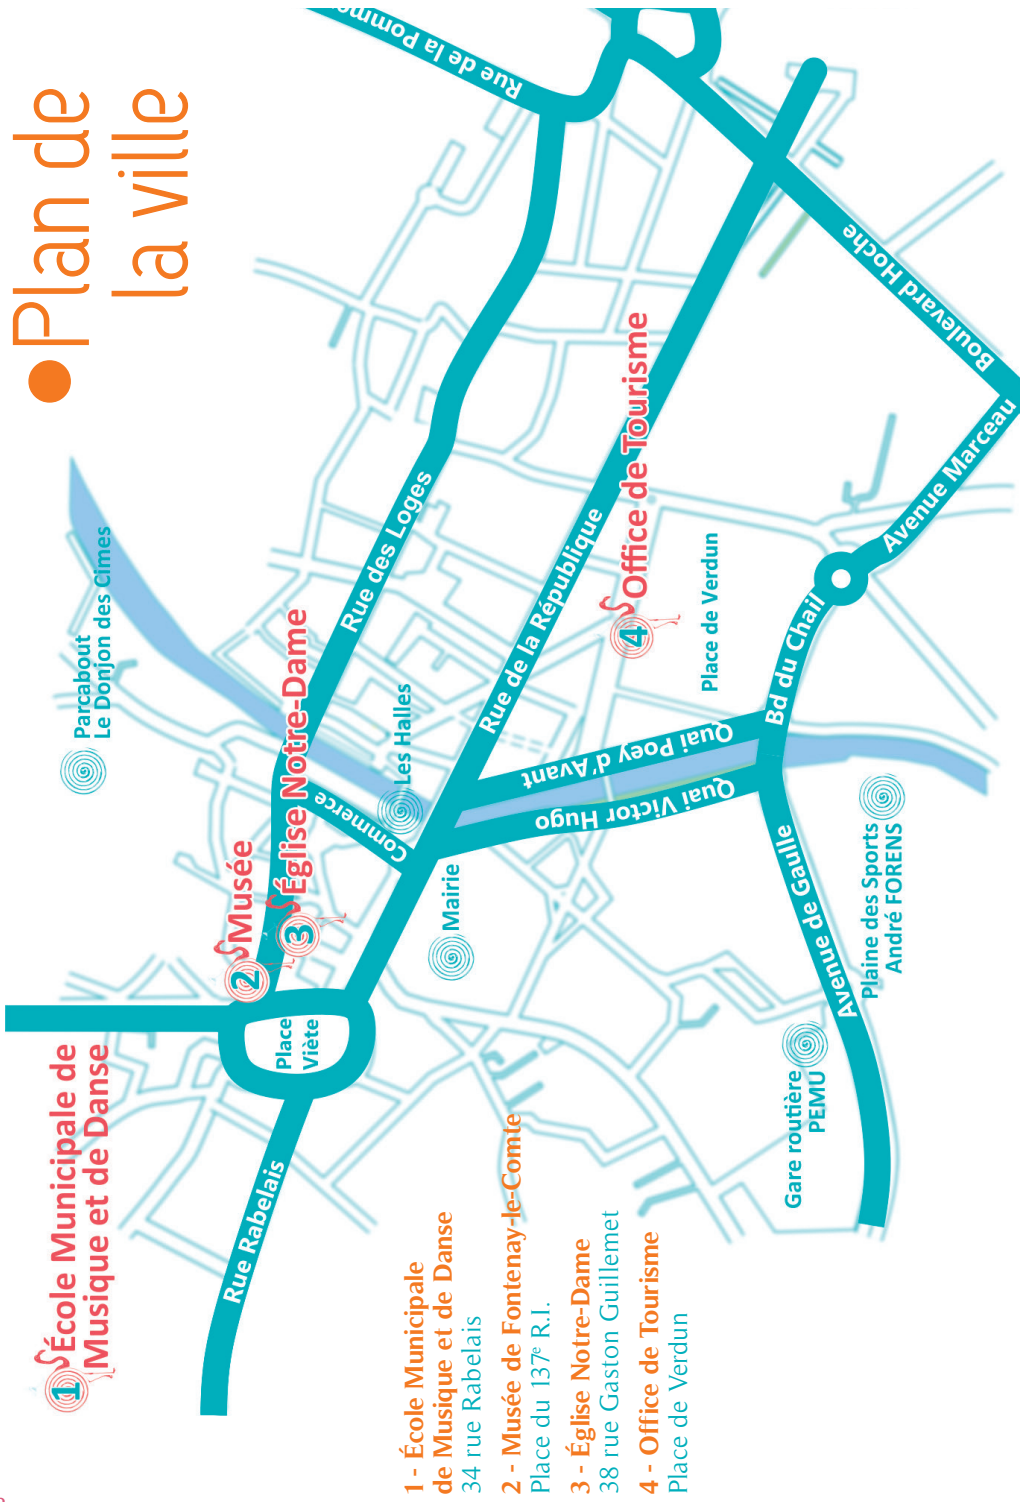 Plan de
la ville
Rue de la Pomme
Parcabout
Le Donjon des Cimes
Rue des Loges
Boulevard Hoche
4 Office de Tourisme
Avenue Marceau
Rue de la République
Place de Verdun
Bd du Chail
Les Halles
Quai Poey d'Avant
Quai Victor Hugo
Commerce
3 Église Notre-Dame
2 Musée
Mairie
Avenue de Gaulle
Plaine des Sports
André FORENS
Place
Viète
Gare routière
PEMU
1 École Municipale de
Musique et de Danse
Rue Rabelais
1 - École Municipale
de Musique et de Danse
34 rue Rabelais
2 - Musée de Fontenay-le-Comte
Place du 137e R.I.
3 - Église Notre-Dame
38 rue Gaston Guillemet
4 - Office de Tourisme
Place de Verdun